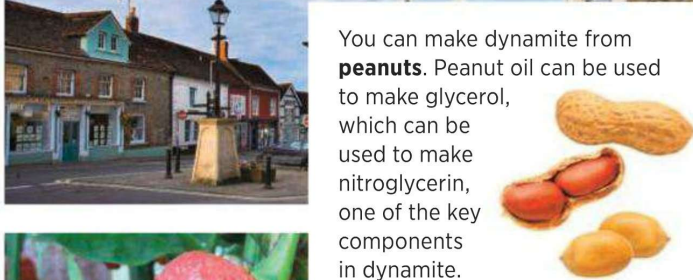 You can make dynamite from
peanuts. Peanut oil can be used
to make glycerol,
which can be
used to make
nitroglycerin,
one of the key
components
in dynamite.